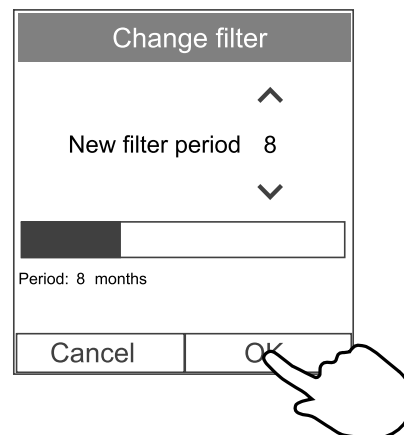 Change filter
New filter period 8
Period: 8 months
Cancel OK